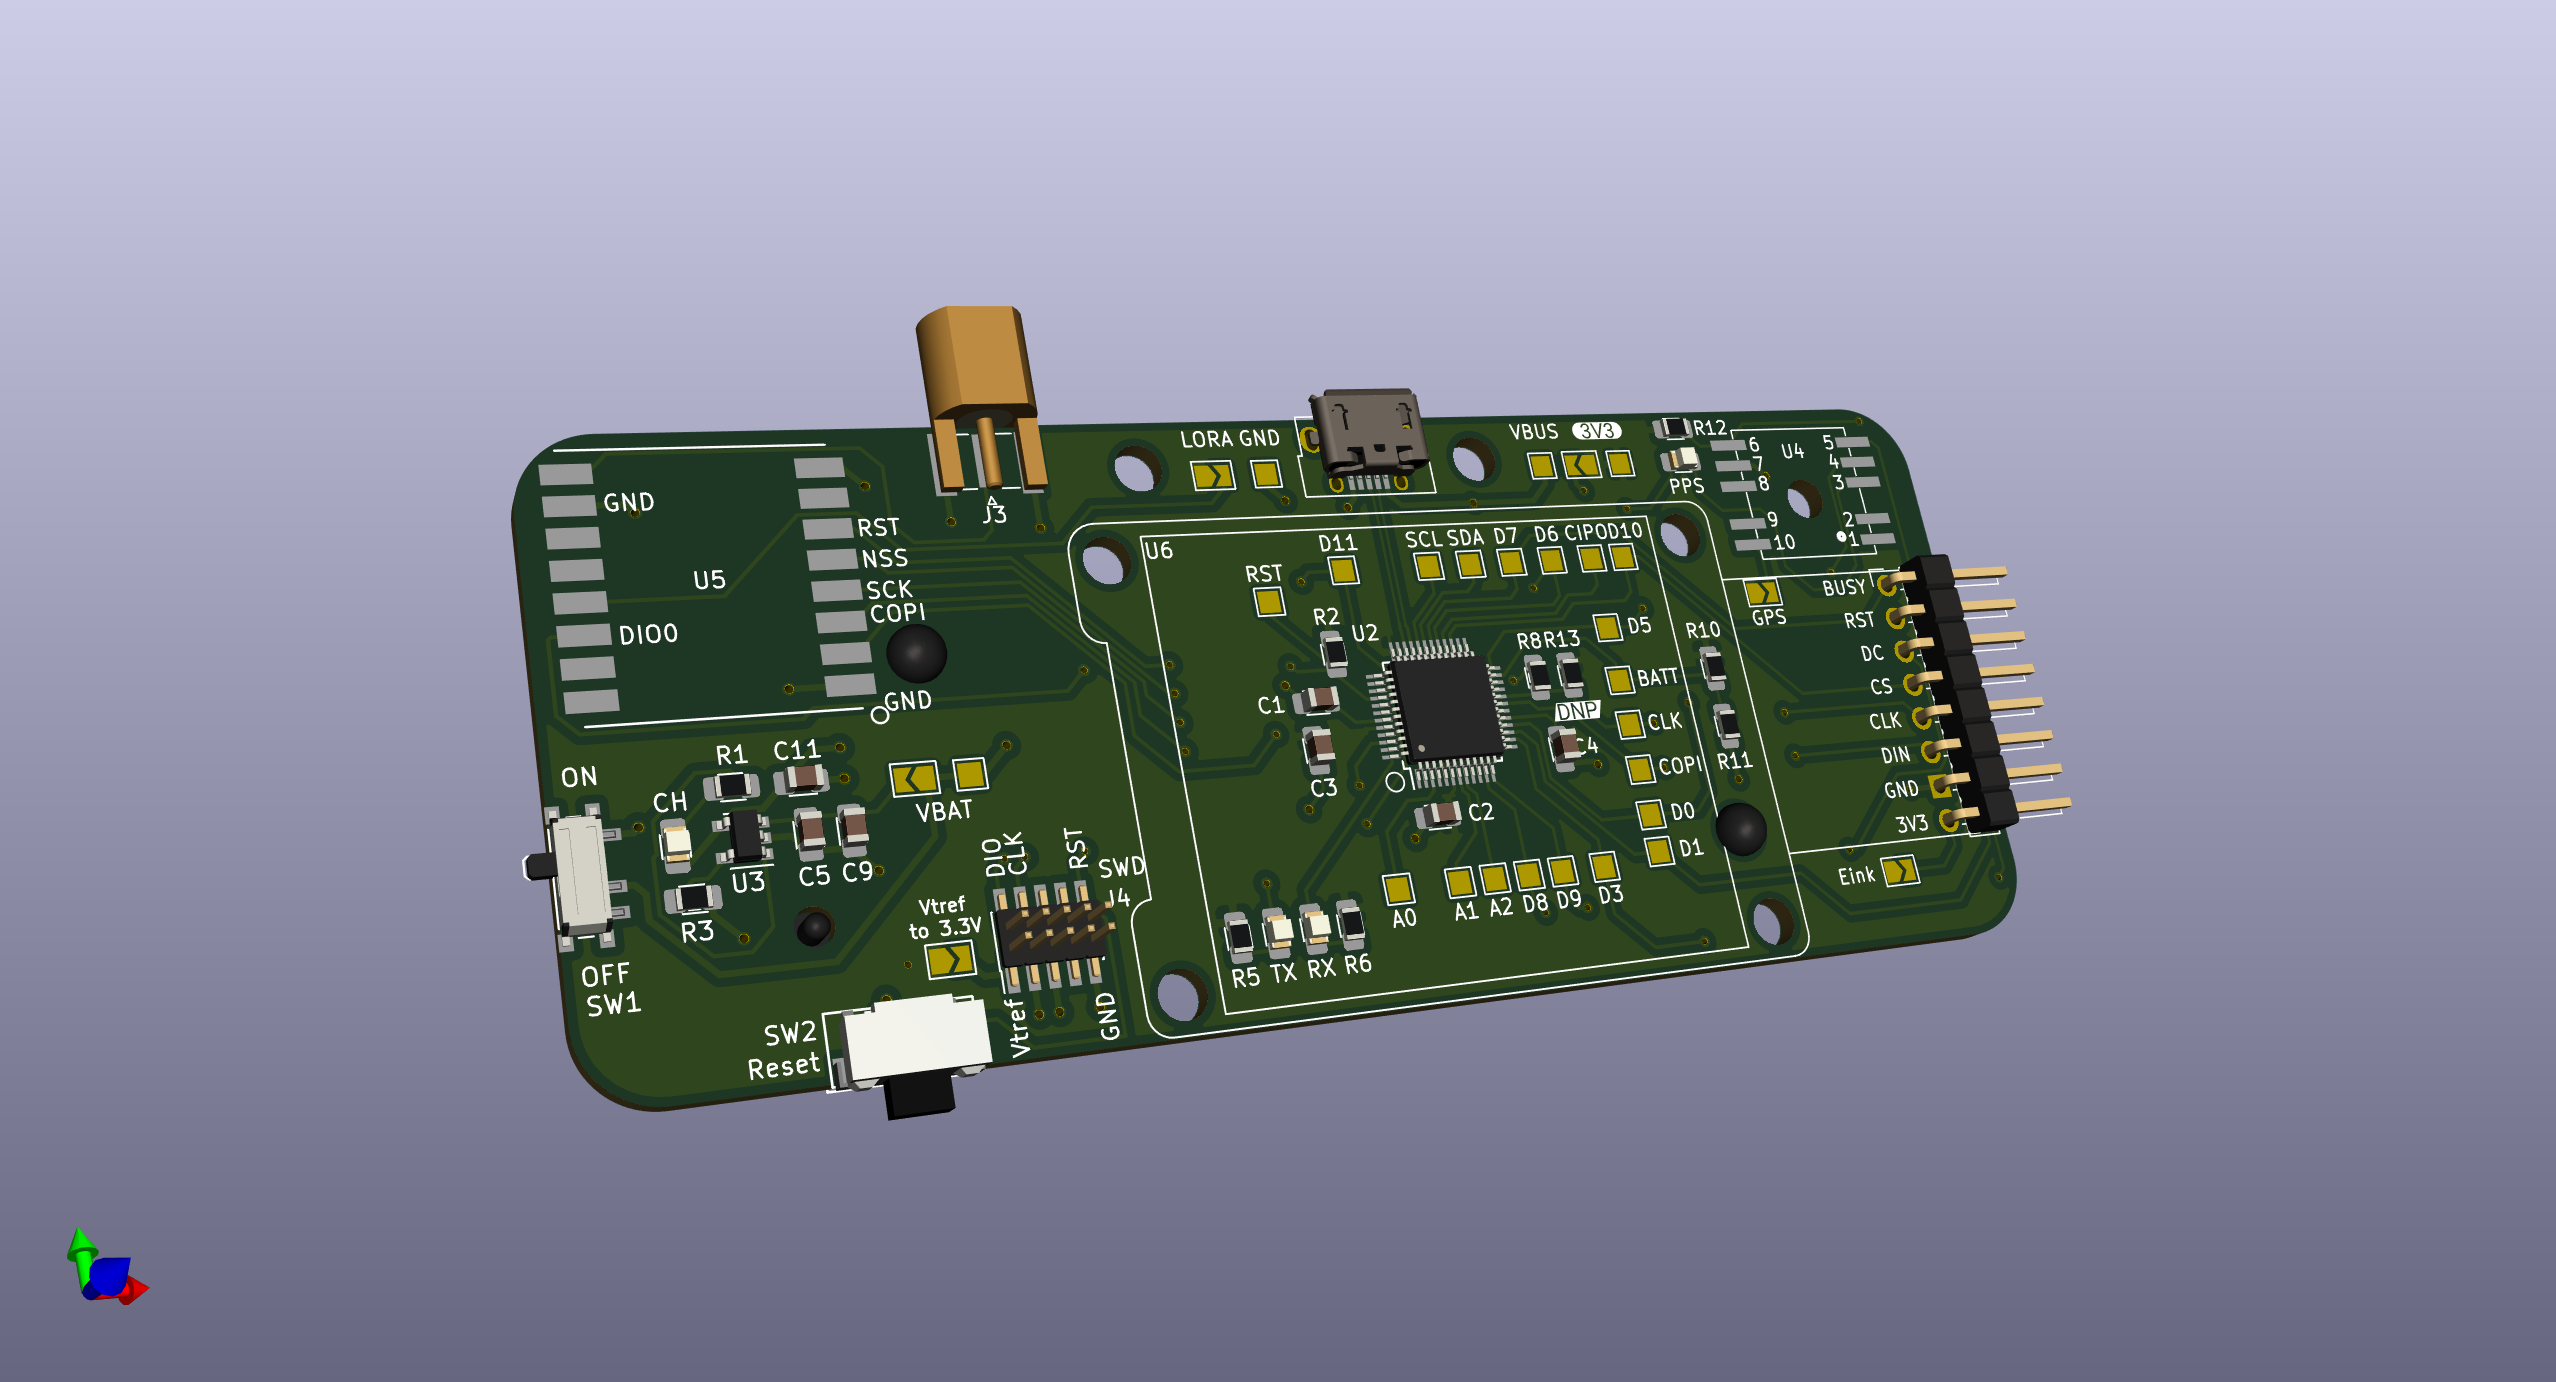 LORA GND
VBUS 3V3
R12
PPS
U4
6
7
8
9
10
5
4
3
2
1
J3
GND
RST
NSS
SCK
COPI
U5
DIO0
GND
U6
D11
RST
SCL SDA D7 D6 CIPO D10
R2
U2
C1
C3
C2
R8 R13
D5
BATT
DNP
C4
CLK
COPI
D0
D1
R10
R11
GPS
BUSY
RST
DC
CS
CLK
DIN
GND
3V3
Eink
A0 A1 A2 D8 D9 D3
R5 TX RX R6
ON
CH
R1 C11
U3 C5 C9
R3
OFF
SW1
VBAT
DIO
CLK
RST
SWD
J4
Vtref
to 3.3V
Vtref
GND
SW2
Reset